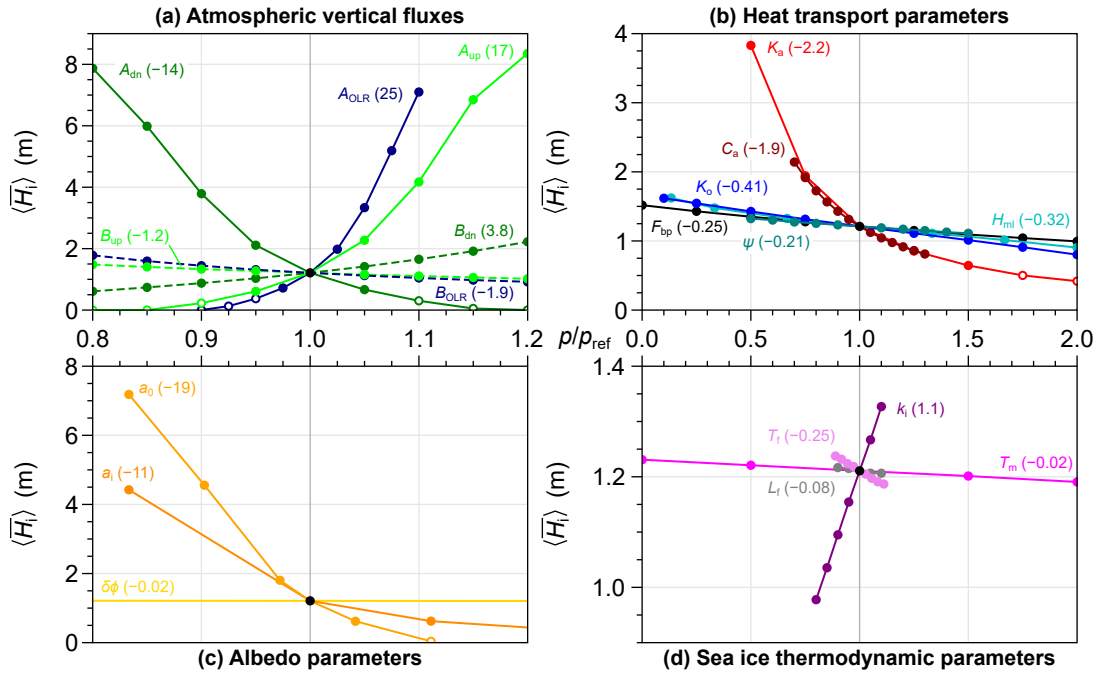 (a) Atmospheric vertical fluxes
(b) Heat transport parameters
⟨H̅ᵢ⟩ (m)
8
6
4
2
0
A_dn (−14)
A_up (17)
A_OLR (25)
B_up (−1.2)
B_dn (3.8)
B_OLR (−1.9)
0.8
0.9
1.0
1.1
1.2
p/p_ref
⟨H̅ᵢ⟩ (m)
4
3
2
1
0
K_a (−2.2)
C_a (−1.9)
K_o (−0.41)
H_ml (−0.32)
F_bp (−0.25)
ψ (−0.21)
0.0
0.5
1.0
1.5
2.0
⟨H̅ᵢ⟩ (m)
8
6
4
2
0
a_0 (−19)
a_i (−11)
δϕ (−0.02)
⟨H̅ᵢ⟩ (m)
1.4
1.2
1.0
k_i (1.1)
T_f (−0.25)
T_m (−0.02)
L_f (−0.08)
(c) Albedo parameters
(d) Sea ice thermodynamic parameters